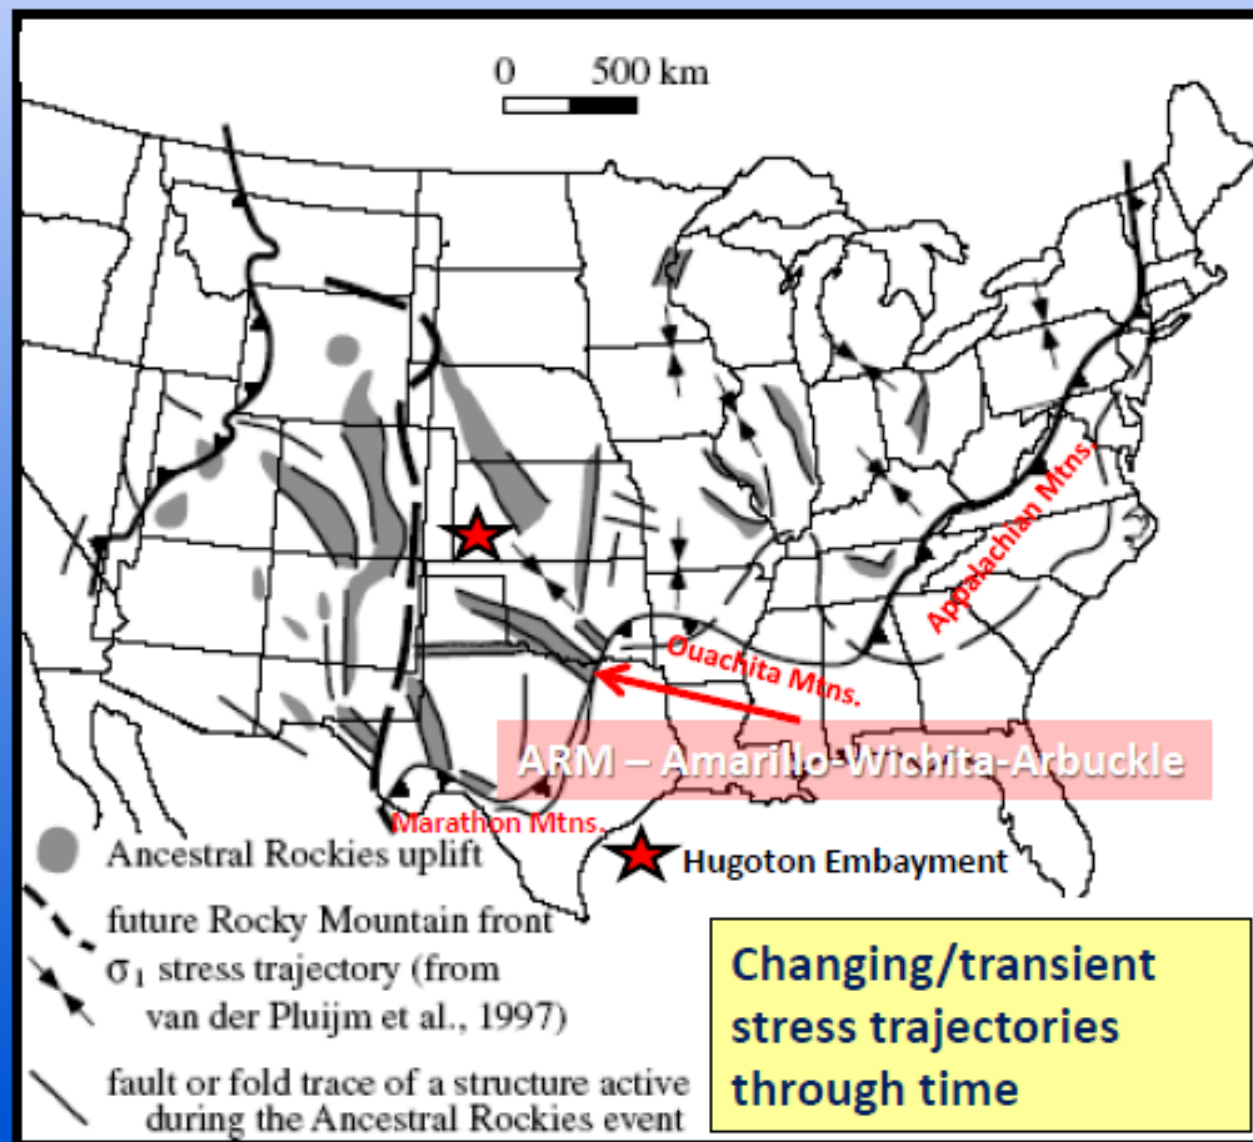 0 500 km
Appalachian Mtns.
Ouachita Mtns.
ARM – Amarillo-Wichita-Arbuckle
Marathon Mtns.
Hugoton Embayment
Ancestral Rockies uplift
future Rocky Mountain front
σ1 stress trajectory (from
van der Pluijm et al., 1997)
fault or fold trace of a structure active
during the Ancestral Rockies event
Changing/transient
stress trajectories
through time